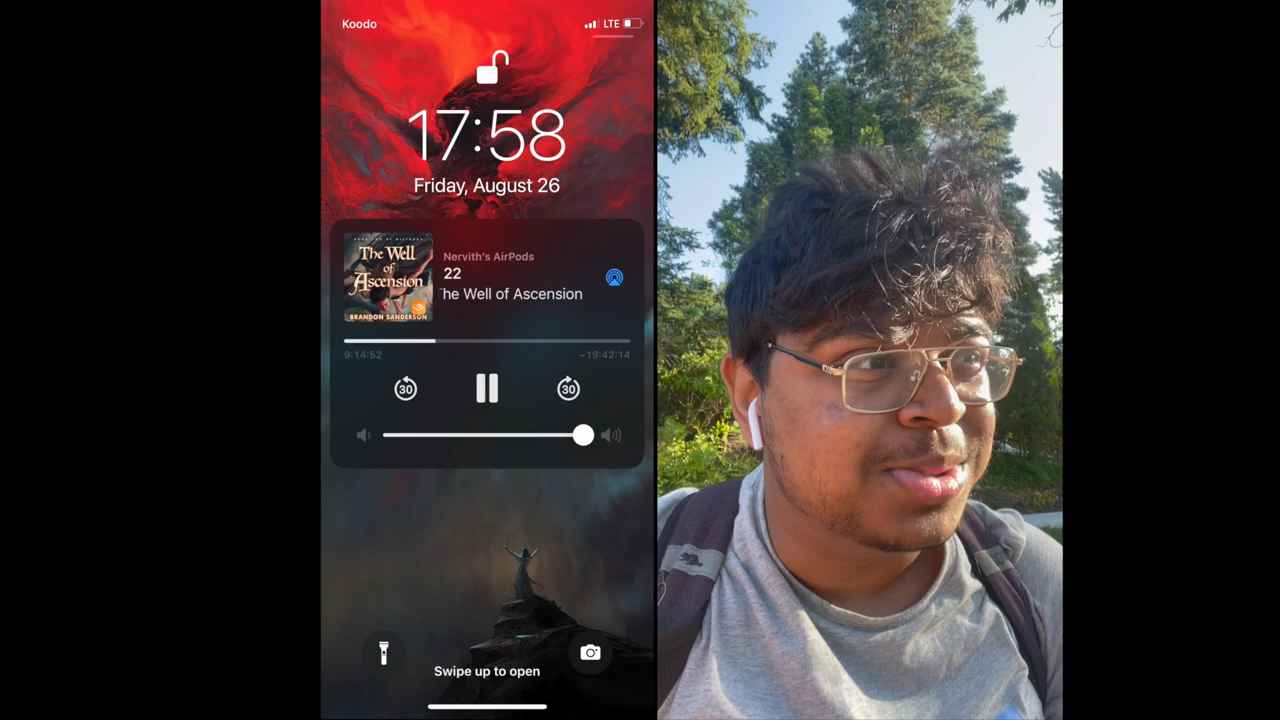 Koodo
LTE
17:58
Friday, August 26
The Well
of
Ascension
BRANDON SANDERSON
Nervith's AirPods
22
he Well of Ascension
9:14:52
−19:42:14
30
30
Swipe up to open